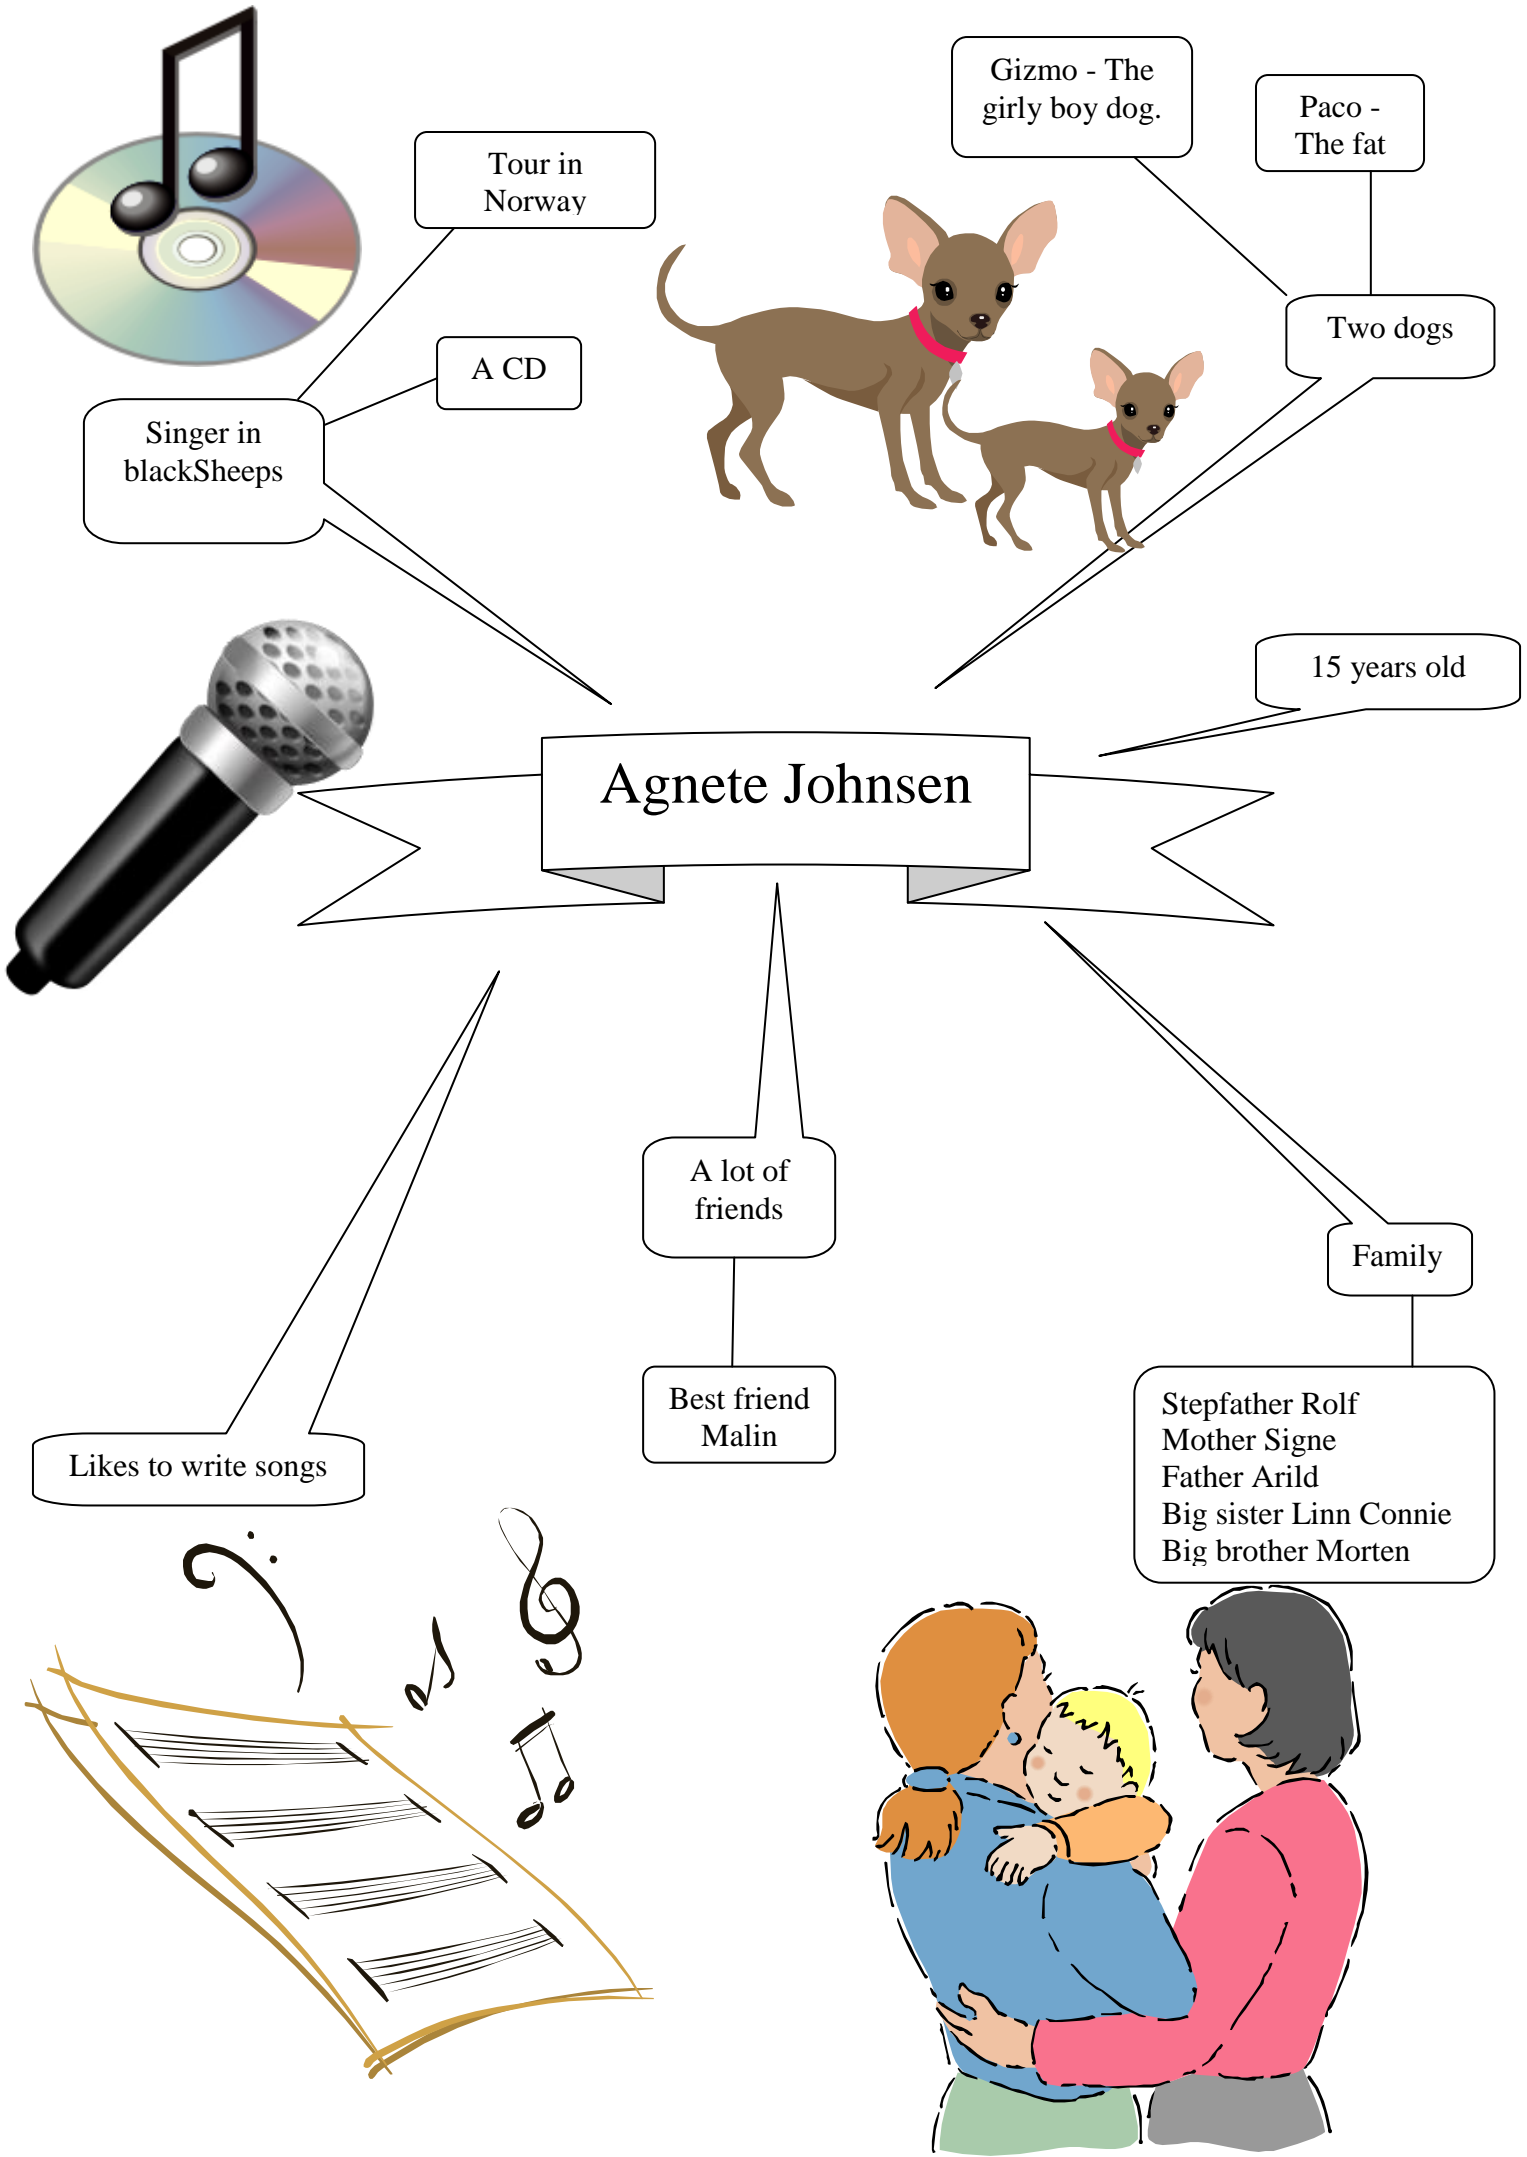 Gizmo - The
girly boy dog.
Paco -
The fat
Tour in
Norway
Two dogs
A CD
Singer in
blackSheeps
15 years old
Agnete Johnsen
A lot of
friends
Family
Best friend
Malin
Stepfather Rolf
Mother Signe
Father Arild
Big sister Linn Connie
Big brother Morten
Likes to write songs